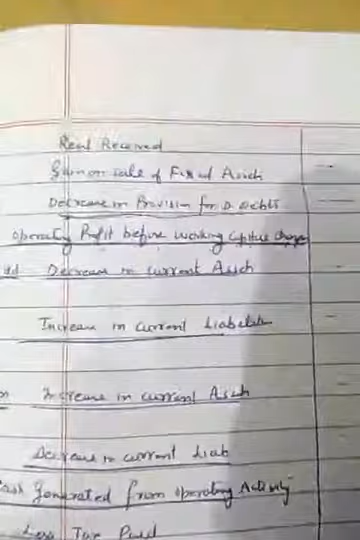 Rent Received
Gain on sale of Fixed Assets
Decrease in Provision for D. Debts
Operating Profit before working capital changes
Decrease in current Assets
Increase in current Liabilities
Increase in current Assets
Decrease in current Liab
Cash Generated from operating Activity
Less Tax Paid